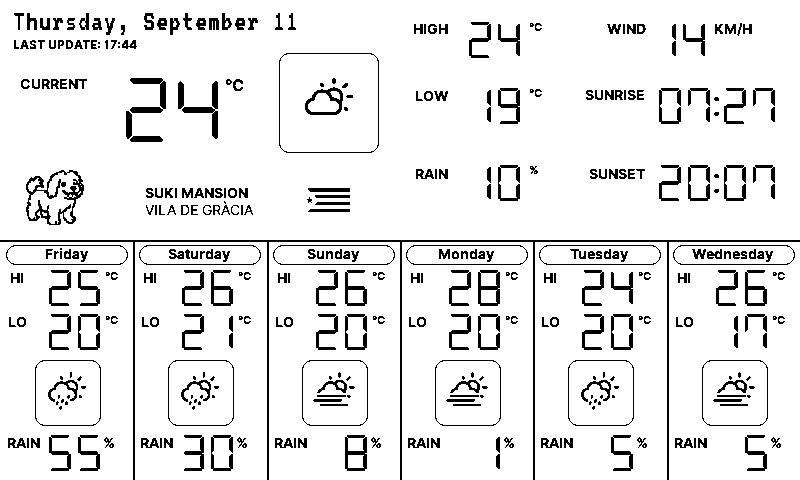 Thursday, September 11
LAST UPDATE: 17:44
CURRENT 24 °C
HIGH 24 °C
WIND 14 KM/H
LOW 19 °C
SUNRISE 07:27
RAIN 10 %
SUNSET 20:07
SUKI MANSION
VILA DE GRÀCIA
Friday
HI 25 °C
LO 20 °C
RAIN 55 %
Saturday
HI 26 °C
LO 21 °C
RAIN 30 %
Sunday
HI 26 °C
LO 20 °C
RAIN 8 %
Monday
HI 28 °C
LO 20 °C
RAIN 1 %
Tuesday
HI 24 °C
LO 20 °C
RAIN 5 %
Wednesday
HI 26 °C
LO 17 °C
RAIN 5 %